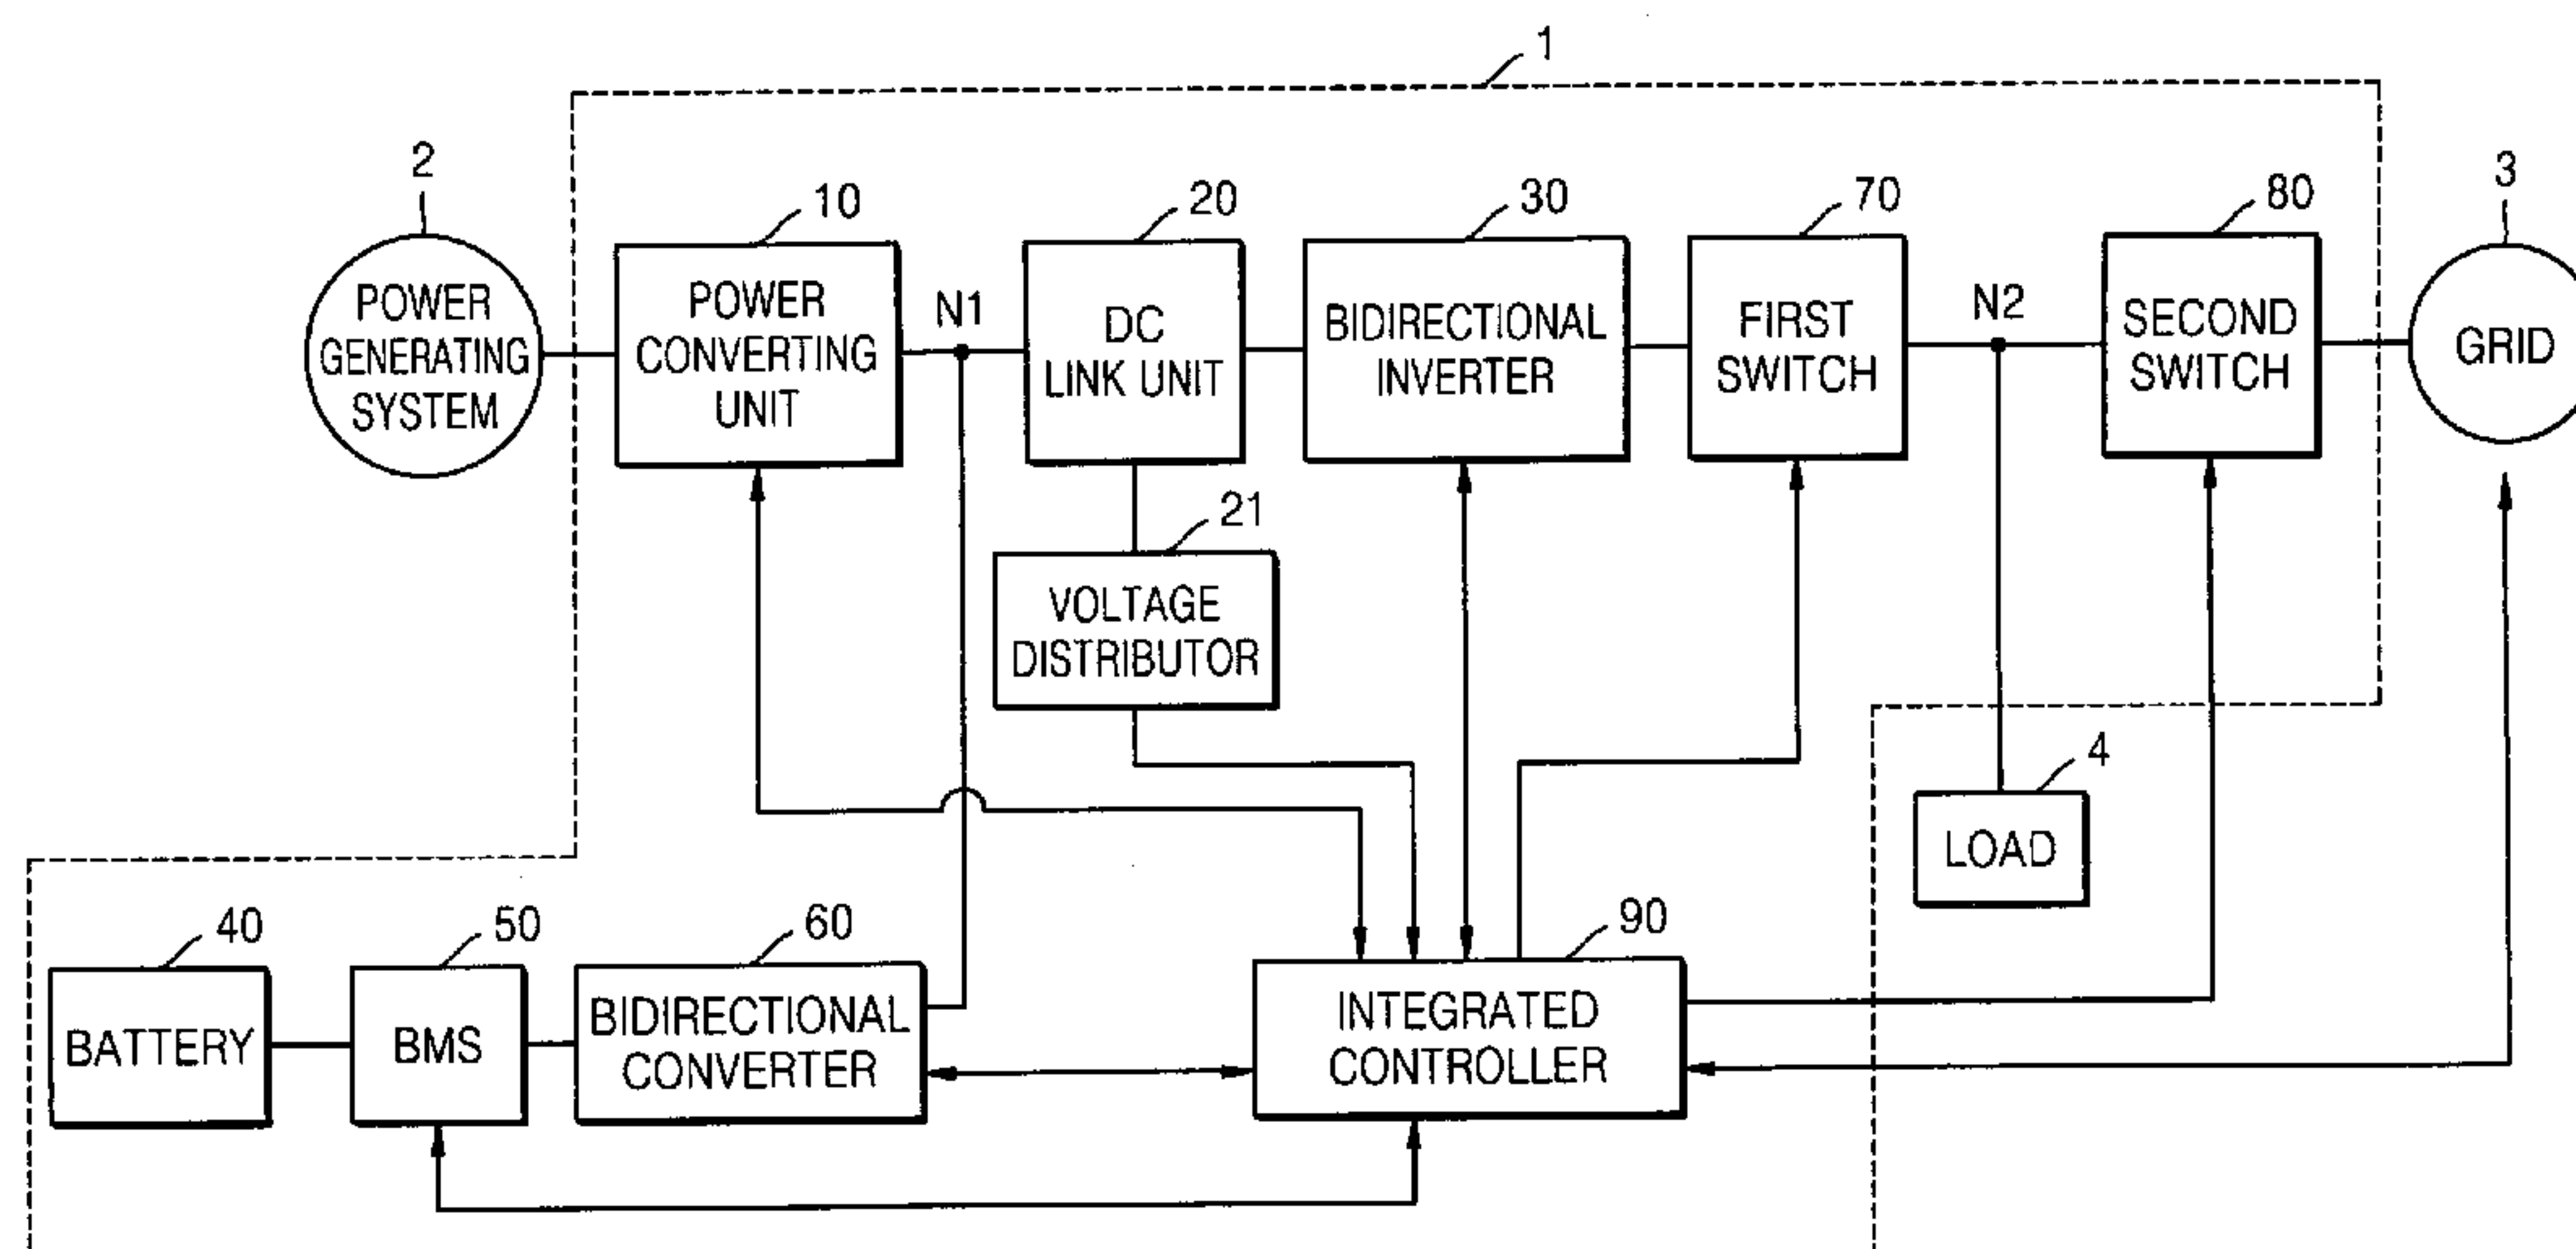 1
2
10
20
30
70
80
3
POWER
GENERATING
SYSTEM
POWER
CONVERTING
UNIT
N1
DC
LINK UNIT
BIDIRECTIONAL
INVERTER
FIRST
SWITCH
N2
SECOND
SWITCH
GRID
21
VOLTAGE
DISTRIBUTOR
4
LOAD
40
50
60
90
BATTERY
BMS
BIDIRECTIONAL
CONVERTER
INTEGRATED
CONTROLLER